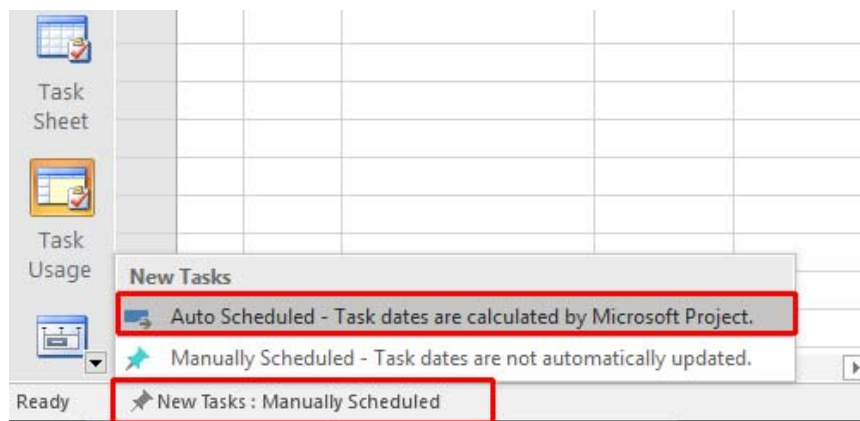 Task
Sheet
Task
Usage
New Tasks
Auto Scheduled - Task dates are calculated by Microsoft Project.
Manually Scheduled - Task dates are not automatically updated.
Ready
New Tasks : Manually Scheduled